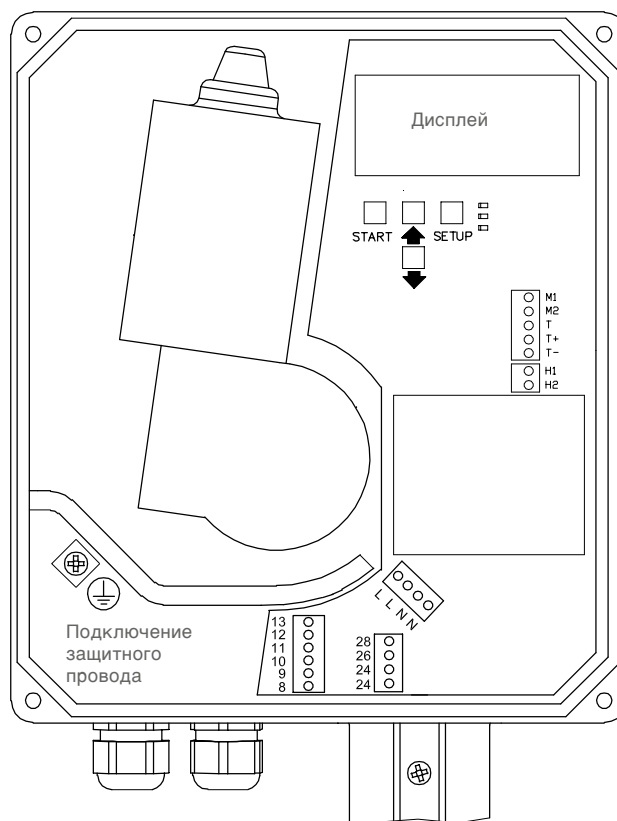 Дисплей
START SETUP
M1
M2
T
T+
T-
H1
H2
L L N N
Подключение
защитного
провода
13
12
11
10
9
8
28
26
24
24